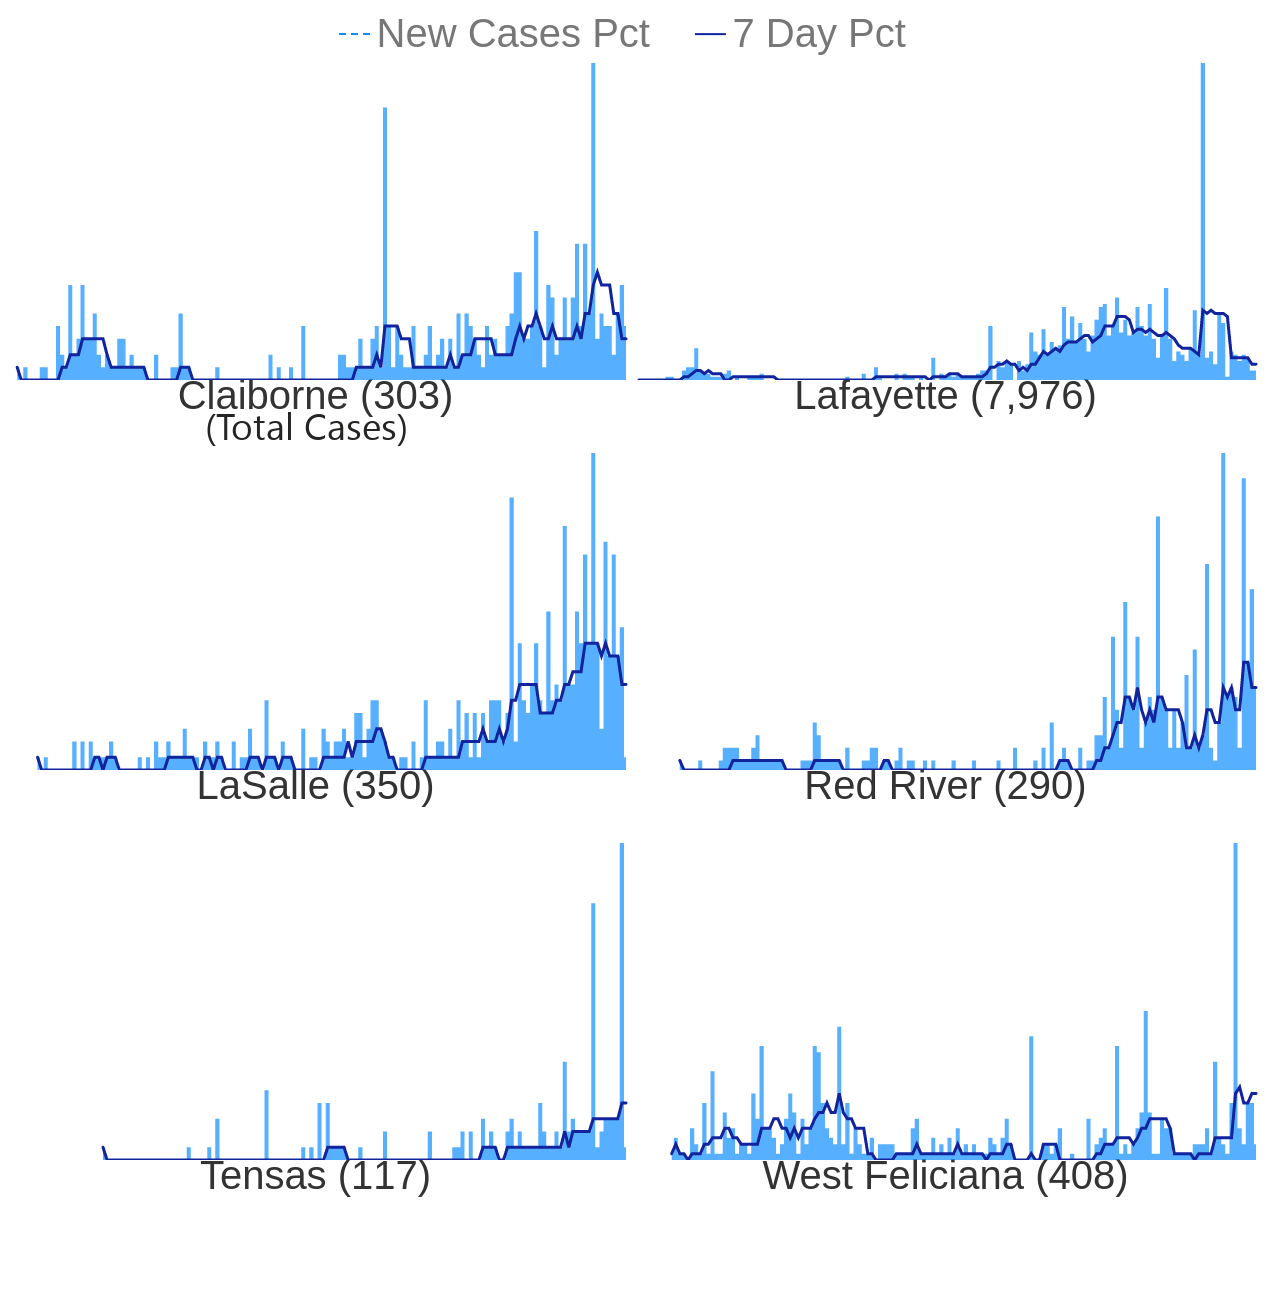 New Cases Pct 7 Day Pct
Claiborne (303) Lafayette (7,976)
(Total Cases)
LaSalle (350) Red River (290)
Tensas (117) West Feliciana (408)